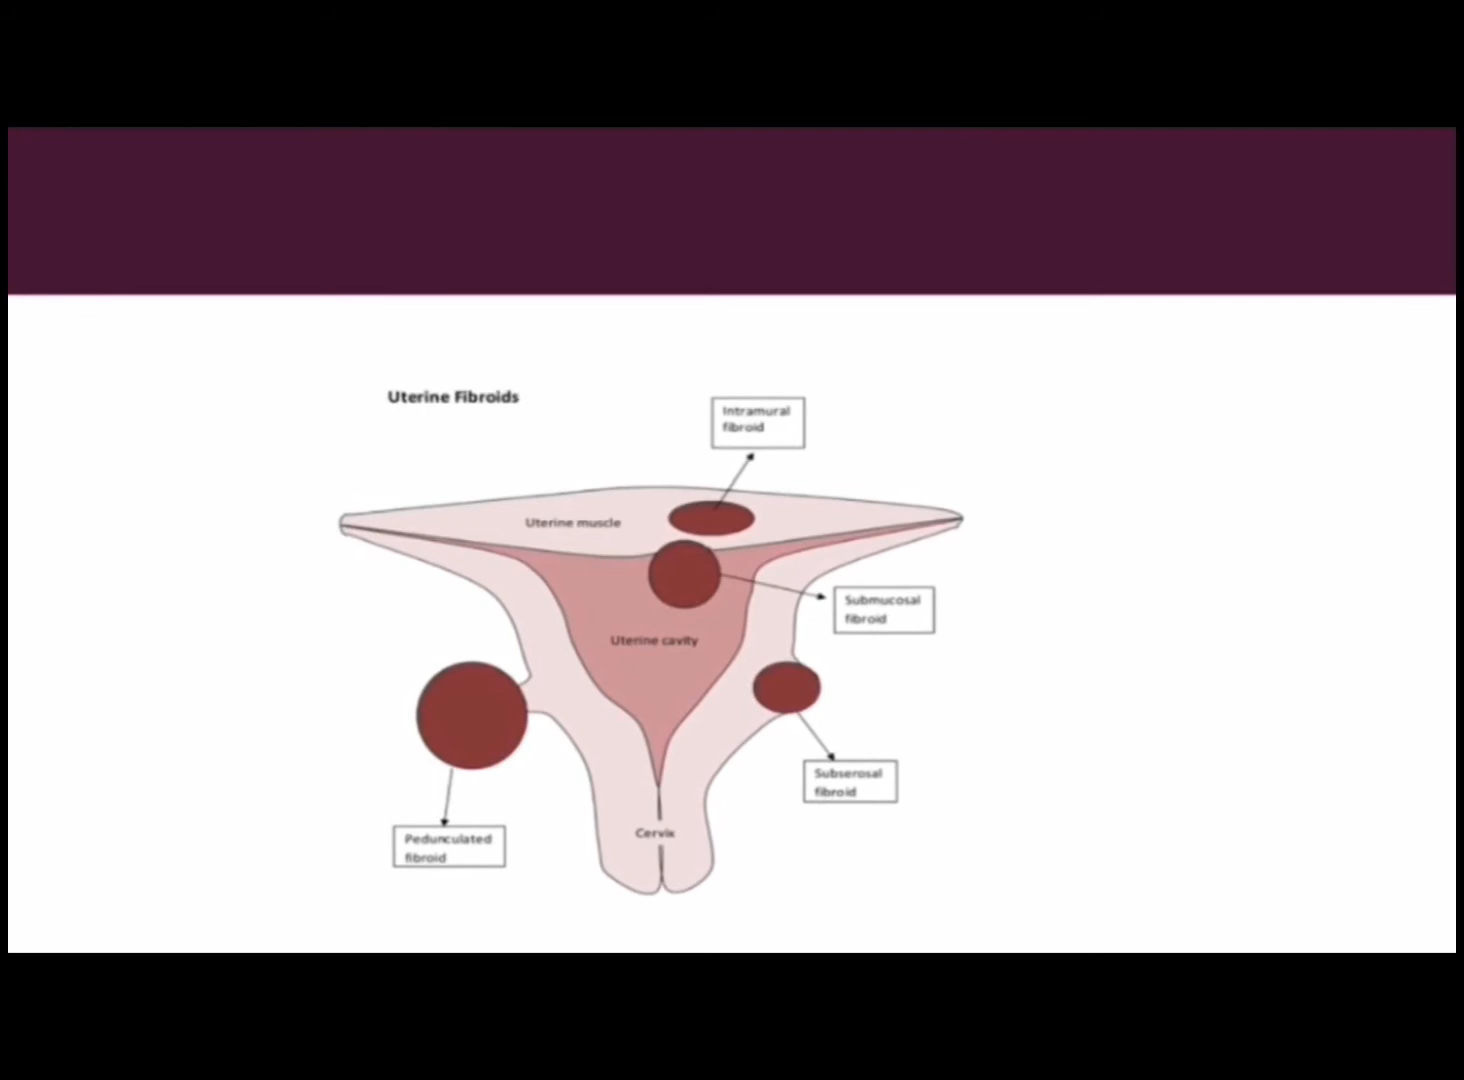 Uterine Fibroids
Intramural
fibroid
Uterine muscle
Submucosal
fibroid
Uterine cavity
Subserosal
fibroid
Cervix
Pedunculated
fibroid